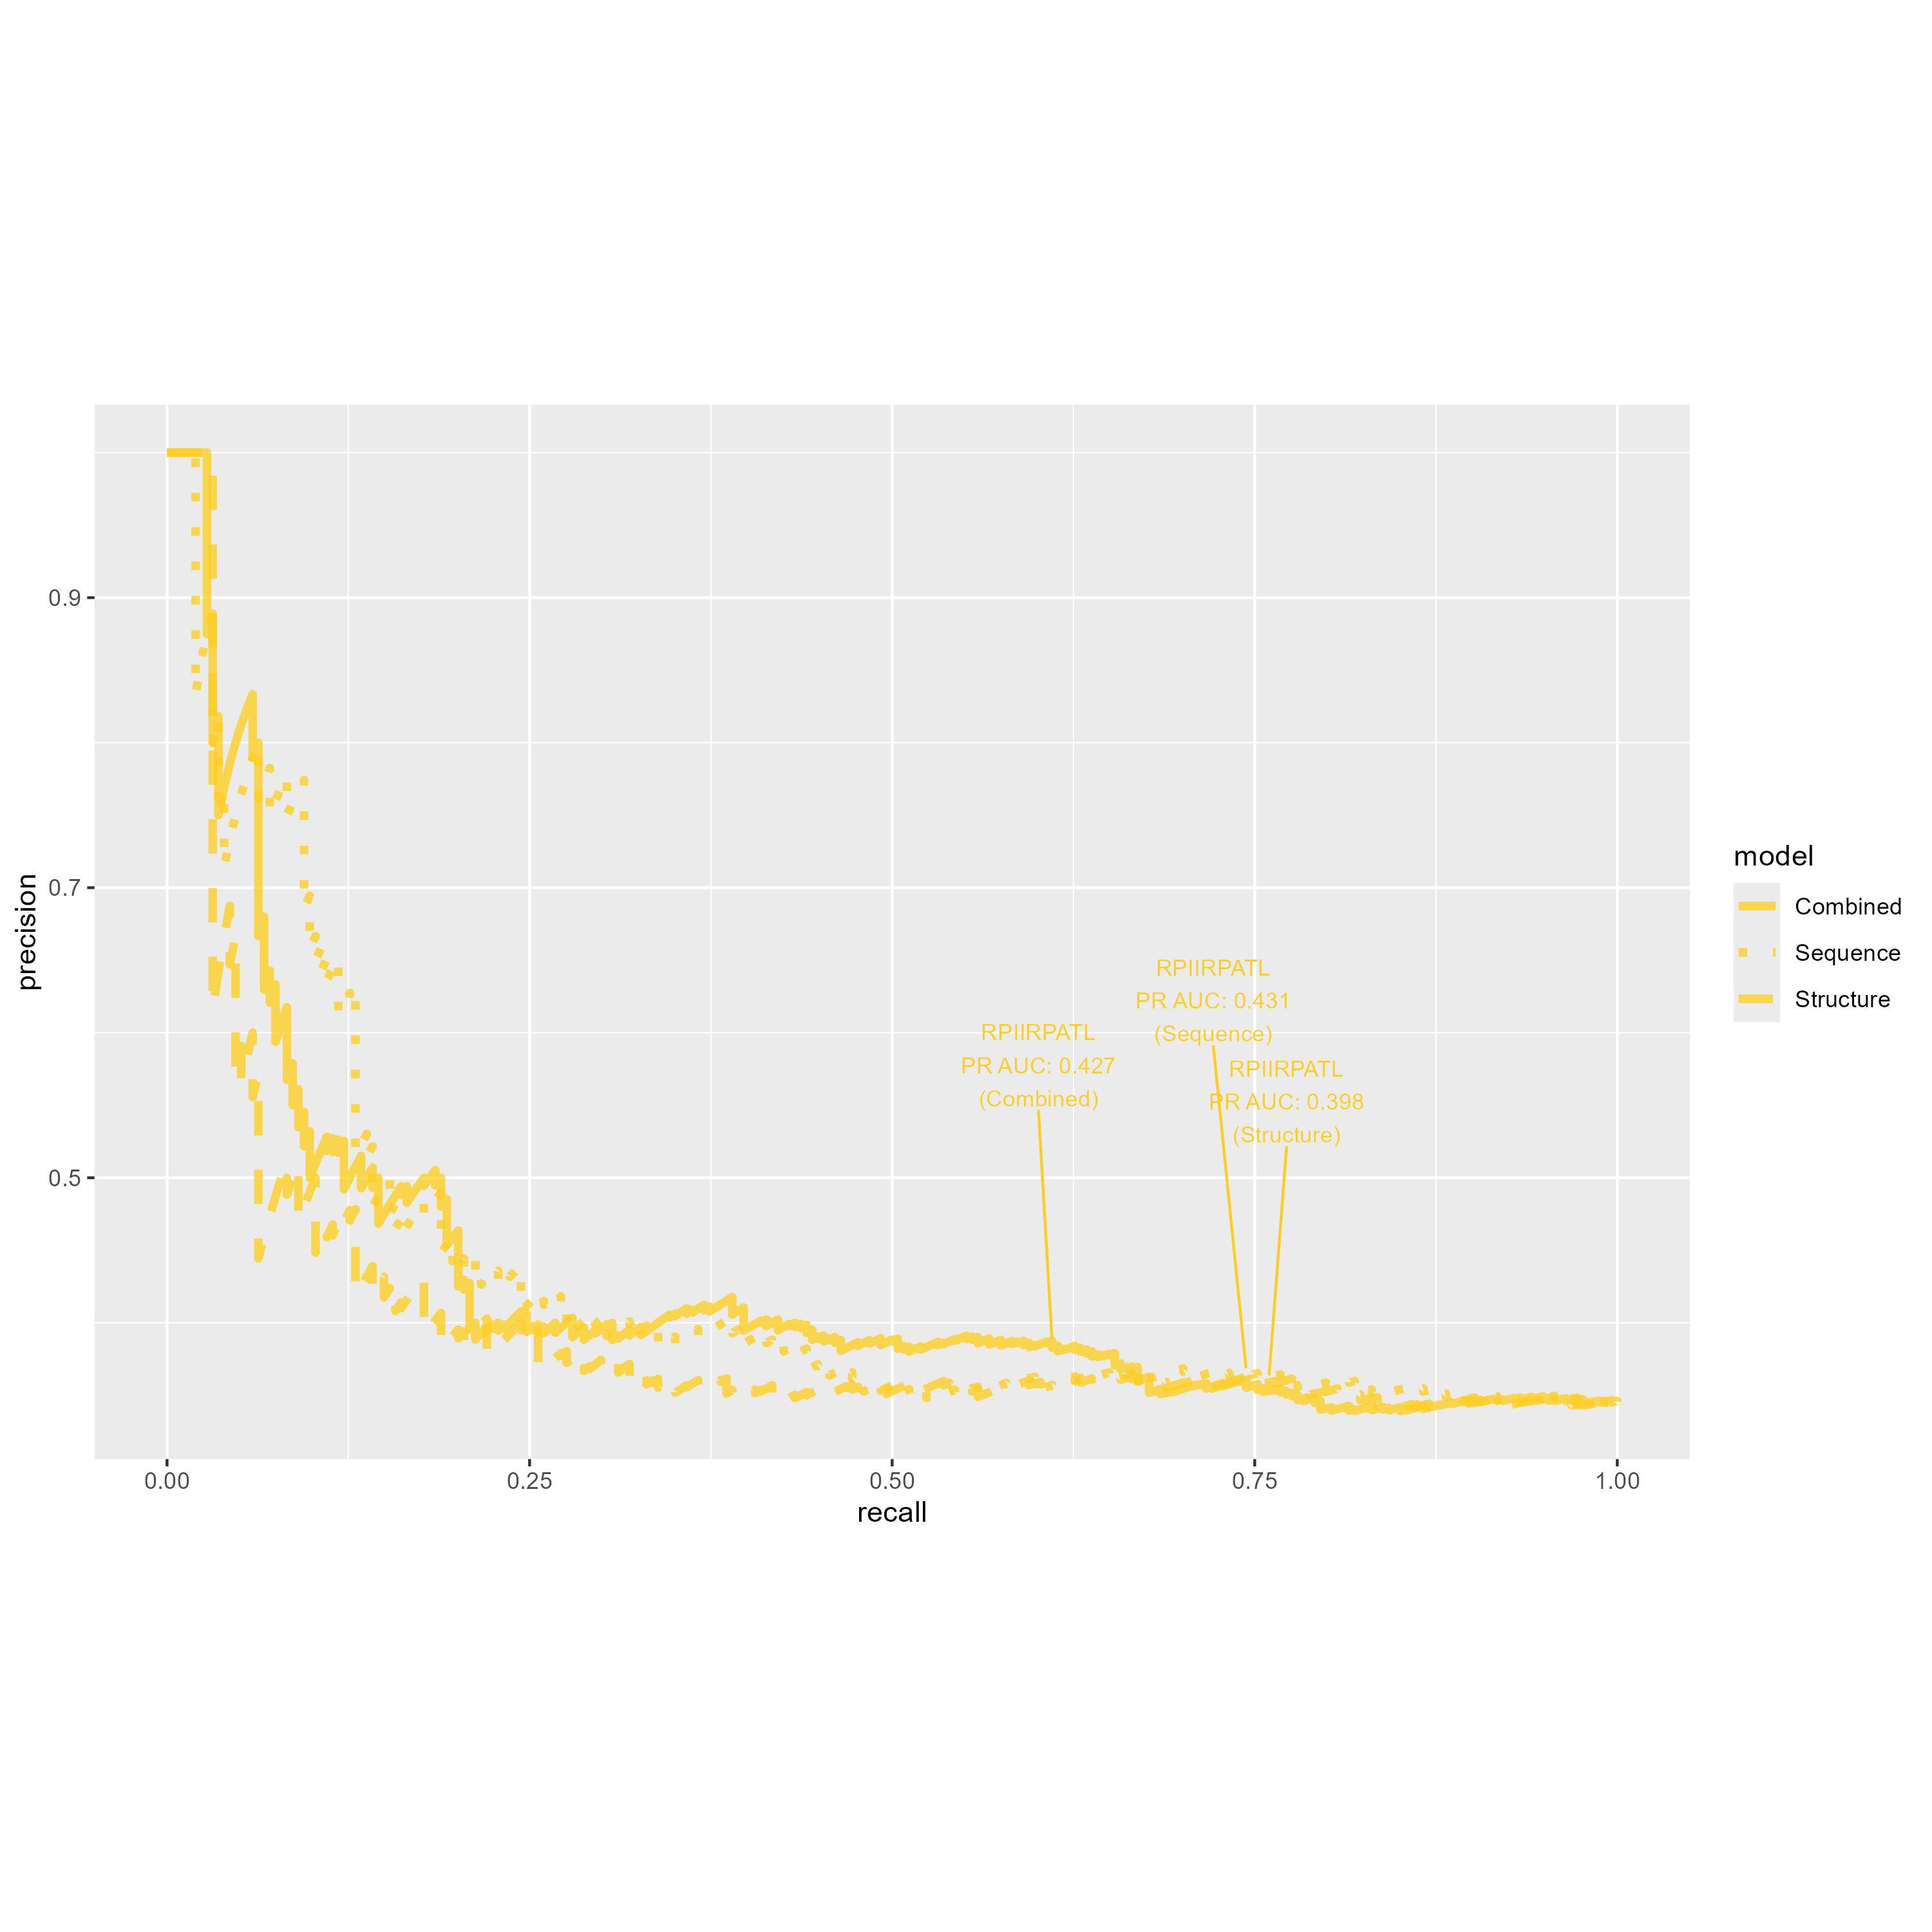 precision
0.9
0.7
0.5
RPIIRPATL
PR AUC: 0.431
(Sequence)
RPIIRPATL
PR AUC: 0.427
(Combined)
RPIIRPATL
PR AUC: 0.398
(Structure)
0.00
0.25
0.50
0.75
1.00
recall
model
Combined
Sequence
Structure